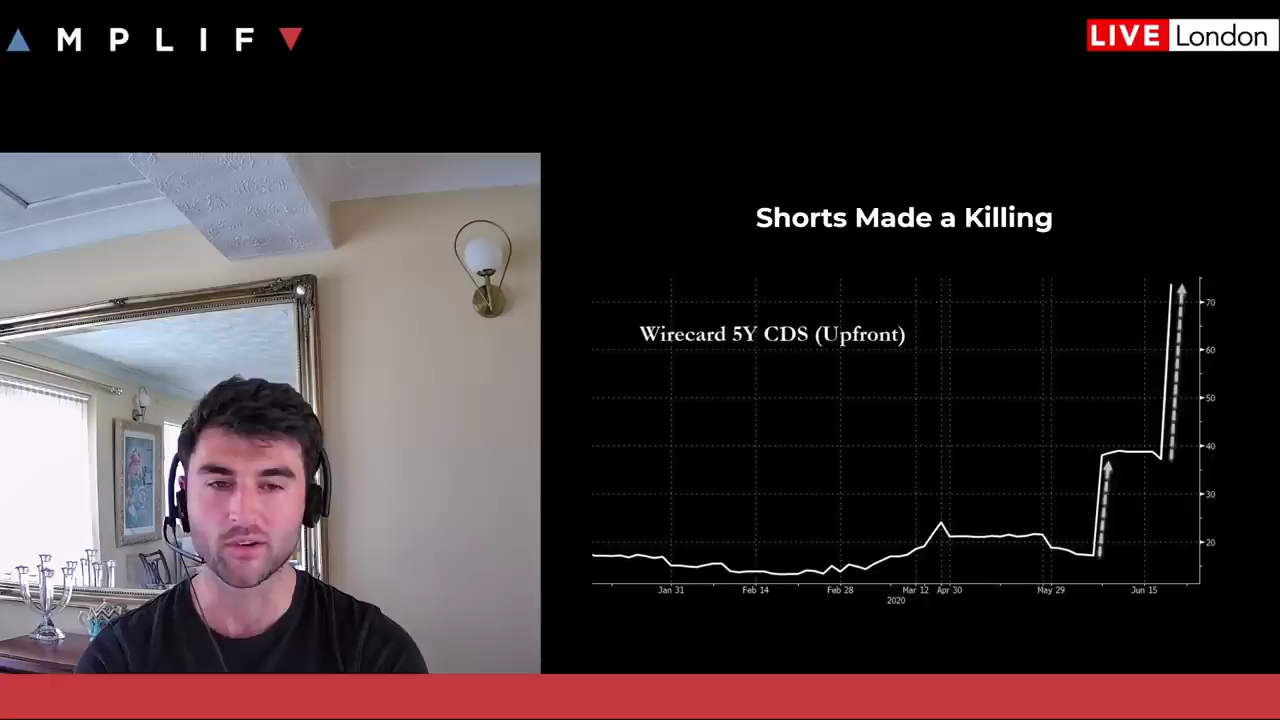 MPLIF
LIVE London
Shorts Made a Killing
Wirecard 5Y CDS (Upfront)
70
60
50
40
30
20
Jan 31 Feb 14 Feb 28 Mar 12 Apr 30 May 29 Jun 15
2020